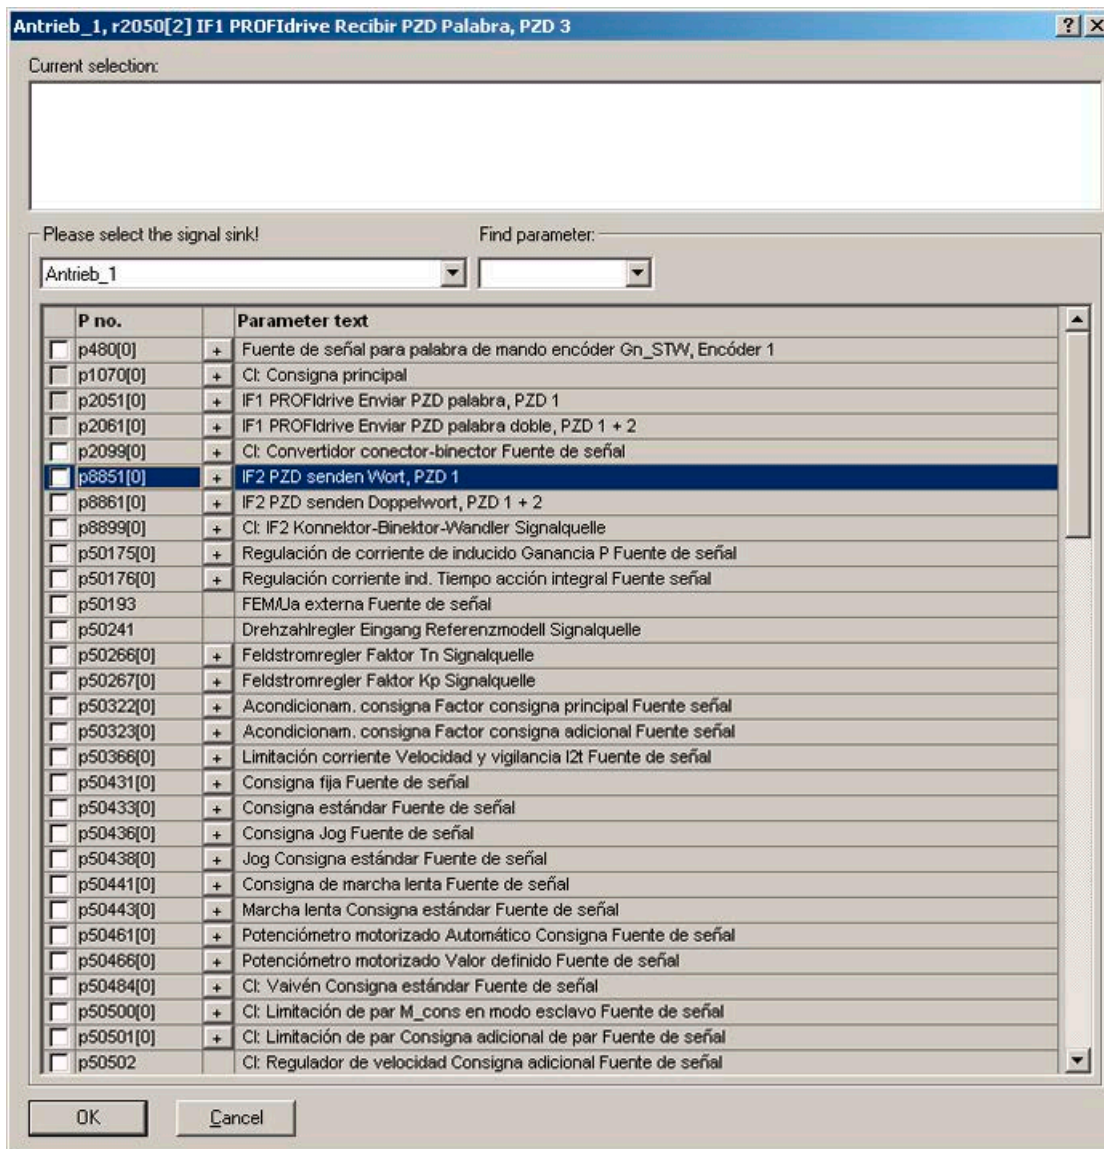 Antrieb_1, r2050[2] IF1 PROFIdrive Recibir PZD Palabra, PZD 3
Current selection:
Please select the signal sink! Find parameter:
Antrieb_1
P no. Parameter text
p480[0] + Fuente de señal para palabra de mando encóder Gn_STW, Encóder 1
p1070[0] + CI: Consigna principal
p2051[0] + IF1 PROFIdrive Enviar PZD palabra, PZD 1
p2061[0] + IF1 PROFIdrive Enviar PZD palabra doble, PZD 1 + 2
p2099[0] + CI: Convertidor conector-binector Fuente de señal
p8851[0] + IF2 PZD senden Wort, PZD 1
p8861[0] + IF2 PZD senden Doppelwort, PZD 1 + 2
p8899[0] + CI: IF2 Konnektor-Binektor-Wandler Signalquelle
p50175[0] + Regulación de corriente de inducido Ganancia P Fuente de señal
p50176[0] + Regulación corriente ind. Tiempo acción integral Fuente señal
p50193 FEM/Ua externa Fuente de señal
p50241 Drehzahlregler Eingang Referenzmodell Signalquelle
p50266[0] + Feldstromregler Faktor Tn Signalquelle
p50267[0] + Feldstromregler Faktor Kp Signalquelle
p50322[0] + Acondicionam. consigna Factor consigna principal Fuente señal
p50323[0] + Acondicionam. consigna Factor consigna adicional Fuente señal
p50366[0] + Limitación corriente Velocidad y vigilancia I2t Fuente de señal
p50431[0] + Consigna fija Fuente de señal
p50433[0] + Consigna estándar Fuente de señal
p50436[0] + Consigna Jog Fuente de señal
p50438[0] + Jog Consigna estándar Fuente de señal
p50441[0] + Consigna de marcha lenta Fuente de señal
p50443[0] + Marcha lenta Consigna estándar Fuente de señal
p50461[0] + Potenciómetro motorizado Automático Consigna Fuente de señal
p50466[0] + Potenciómetro motorizado Valor definido Fuente de señal
p50484[0] + CI: Vaivén Consigna estándar Fuente de señal
p50500[0] + CI: Limitación de par M_cons en modo esclavo Fuente de señal
p50501[0] + CI: Limitación de par Consigna adicional de par Fuente de señal
p50502 CI: Regulador de velocidad Consigna adicional Fuente de señal
OK Cancel